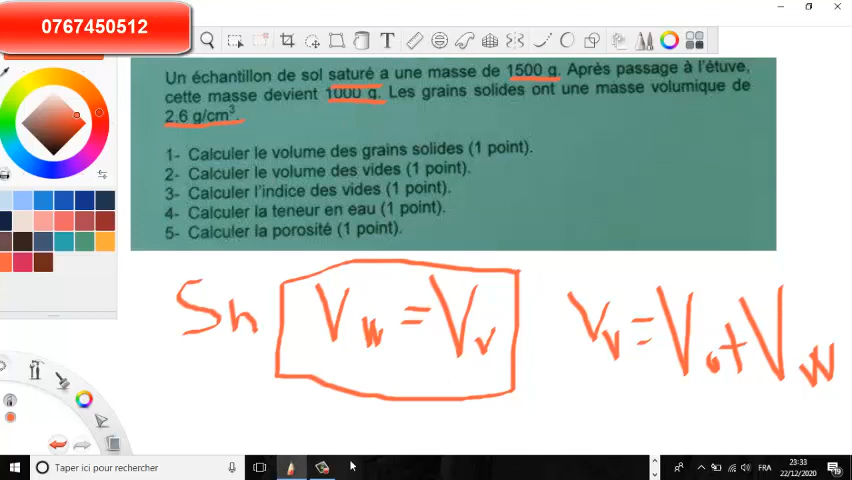 0767450512
Un échantillon de sol saturé a une masse de 1500 g. Après passage à l'étuve,
cette masse devient 1000 g. Les grains solides ont une masse volumique de
2,6 g/cm³.
1- Calculer le volume des grains solides (1 point).
2- Calculer le volume des vides (1 point).
3- Calculer l'indice des vides (1 point).
4- Calculer la teneur en eau (1 point).
5- Calculer la porosité (1 point).
Vw = Vv
Taper ici pour rechercher
FRA
23:33
22/12/2020
19